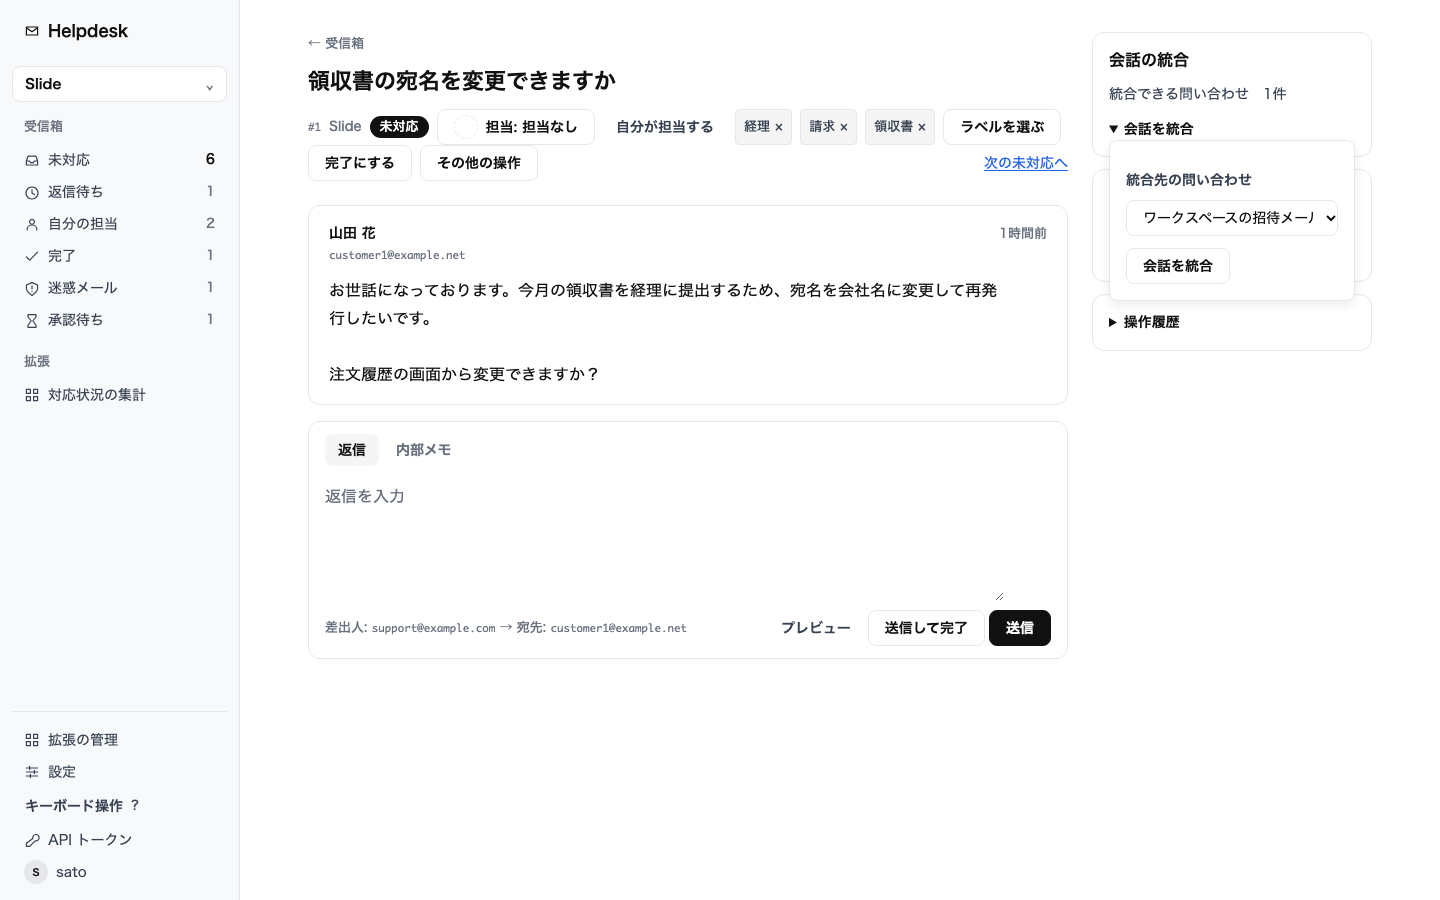 Helpdesk
Slide
受信箱
未対応 6
返信待ち 1
自分の担当 2
完了 1
迷惑メール 1
承認待ち 1
拡張
対応状況の集計
拡張の管理
設定
キーボード操作 ?
API トークン
S sato
← 受信箱
領収書の宛名を変更できますか
#1 Slide 未対応 担当: 担当なし 自分が担当する 経理 × 請求 × 領収書 × ラベルを選ぶ
完了にする その他の操作 次の未対応へ
山田 花 1時間前
customer1@example.net
お世話になっております。今月の領収書を経理に提出するため、宛名を会社名に変更して再発
行したいです。
注文履歴の画面から変更できますか？
返信 内部メモ
返信を入力
差出人: support@example.com → 宛先: customer1@example.net プレビュー 送信して完了 送信
会話の統合
統合できる問い合わせ 1件
▼ 会話を統合
統合先の問い合わせ
ワークスペースの招待メール
会話を統合
▶ 操作履歴